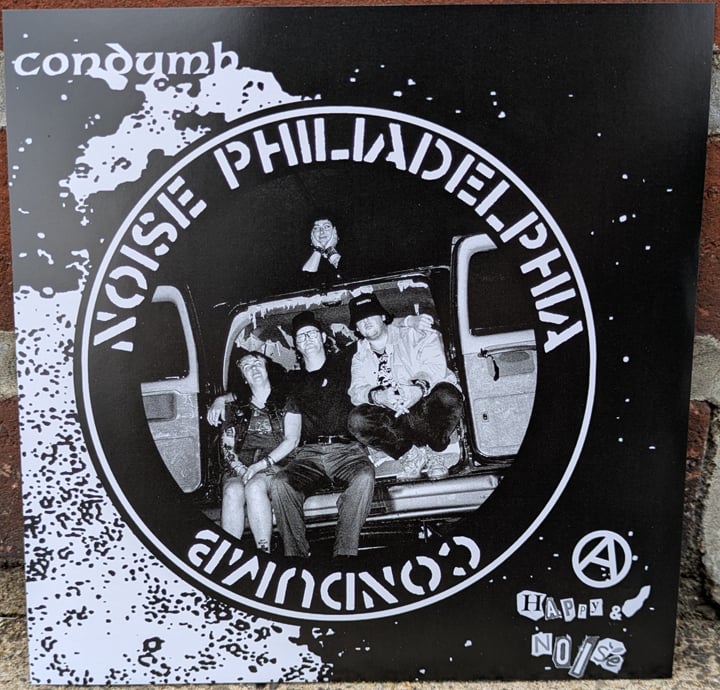 condumb
NOISE PHILADELPHIA
CONDUMB
A
HAPPY &
NOISE